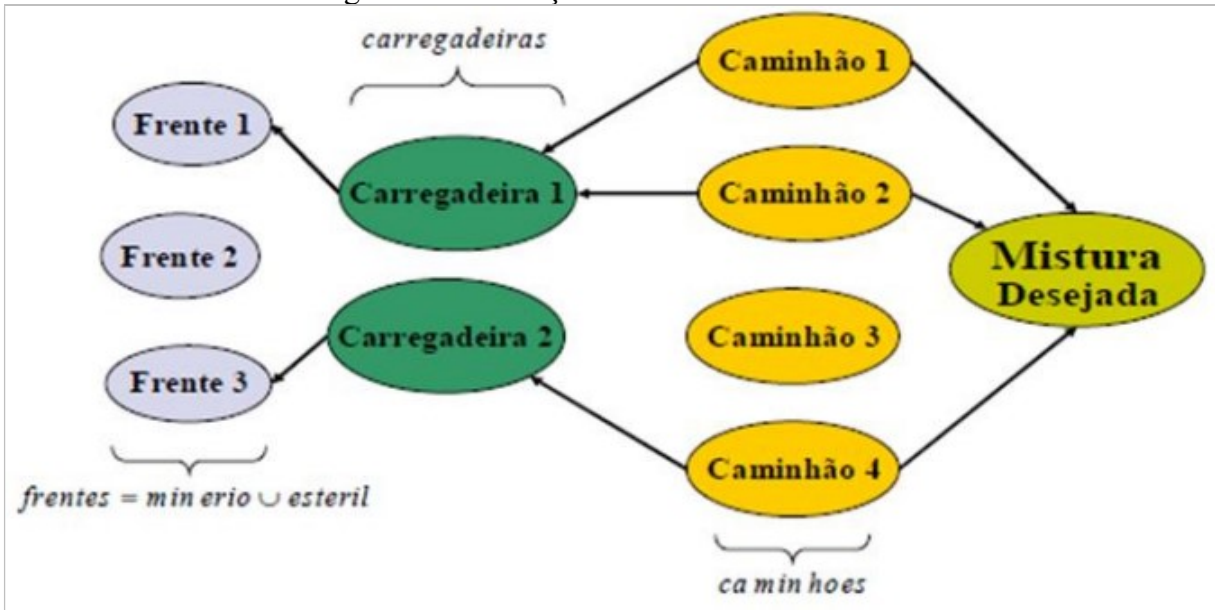 carregadeiras
Frente 1
Frente 2
Frente 3
frentes = min erio ∪ esteril
Carregadeira 1
Carregadeira 2
Caminhão 1
Caminhão 2
Caminhão 3
Caminhão 4
ca min hoes
Mistura
Desejada